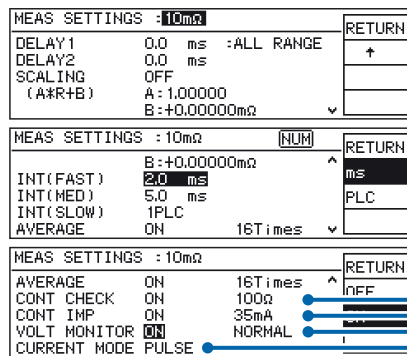 MEAS SETTINGS :10mΩ
RETURN
DELAY1 0.0 ms :ALL RANGE
DELAY2 0.0 ms
SCALING OFF
(A*R+B) A:1.00000
B:+0.00000mΩ
MEAS SETTINGS :10mΩ NUM
RETURN
B:+0.00000mΩ
INT(FAST) 2.0 ms
ms
INT(MED) 5.0 ms
PLC
INT(SLOW) 1PLC
AVERAGE ON 16Times
MEAS SETTINGS :10mΩ
RETURN
AVERAGE ON 16Times
OFF
CONT CHECK ON 100Ω
CONT IMP ON 35mA
VOLT MONITOR ON NORMAL
CURRENT MODE PULSE